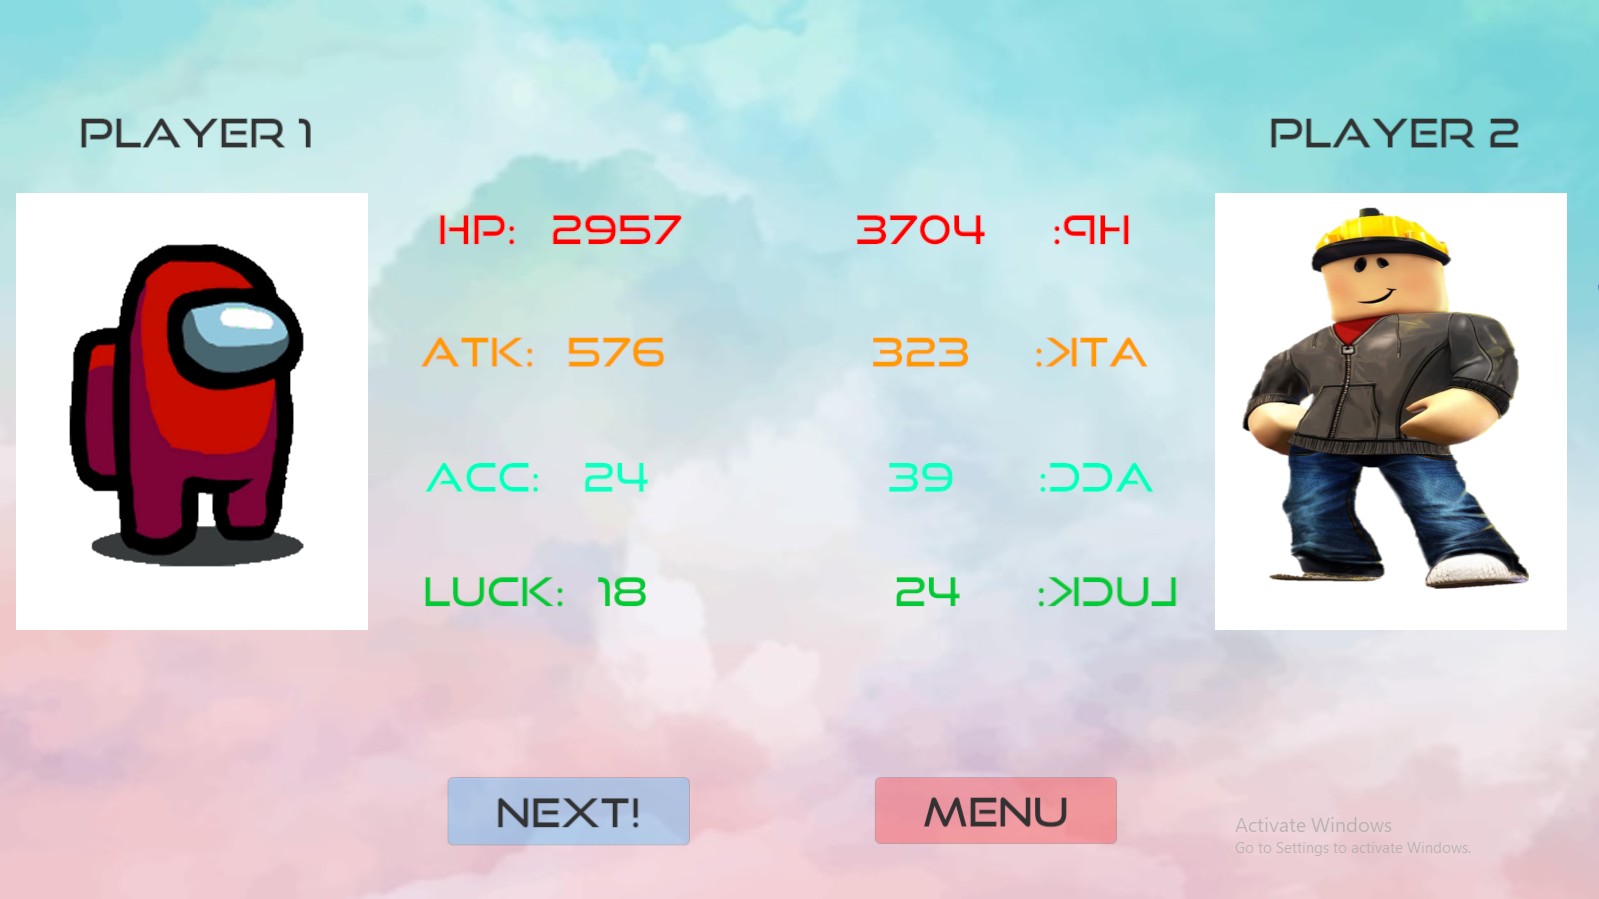 PLAYER 1
PLAYER 2
HP: 2957
3704 :PH
ATK: 576
323 :KTA
ACC: 24
39 :CCA
LUCK: 18
24 :KCUL
NEXT!
MENU
Activate Windows
Go to Settings to activate Windows.